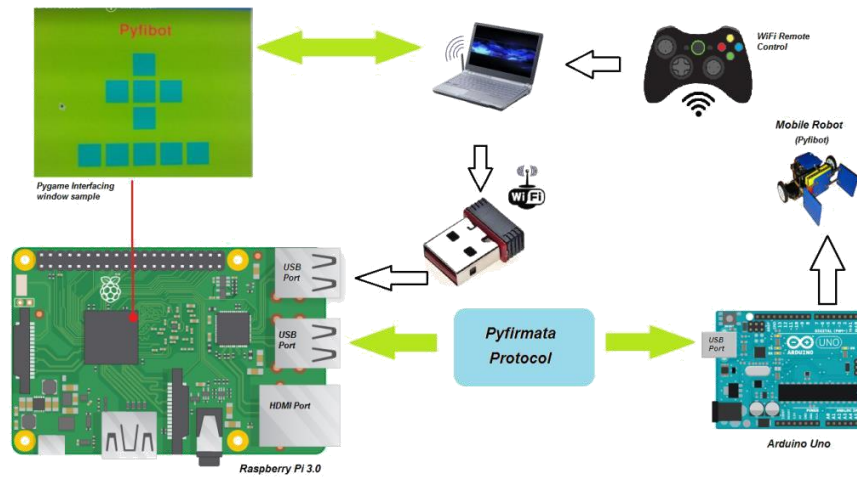 Pyfibot
WiFi Remote
Control
Mobile Robot
(Pyfibot)
Pygame Interfacing
window sample
WiFi
USB
Port
USB
Port
HDMI Port
Pyfirmata
Protocol
USB
Port
UNO
ARDUINO
Arduino Uno
Raspberry Pi 3.0